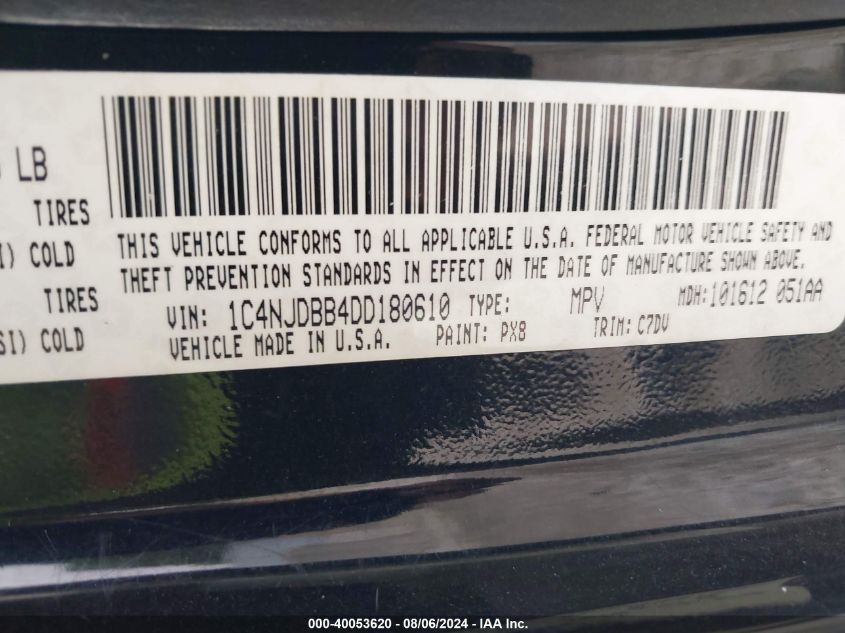 LB
TIRES
COLD
TIRES
COLD
THIS VEHICLE CONFORMS TO ALL APPLICABLE U.S.A. FEDERAL MOTOR VEHICLE SAFETY AND
THEFT PREVENTION STANDARDS IN EFFECT ON THE DATE OF MANUFACTURE SHOWN ABOVE.
VIN: 1C4NJDBB4DD180610 TYPE: MPV MDH:101612 051AA
VEHICLE MADE IN U.S.A. PAINT: PX8 TRIM: C7DV
000-40053620 - 08/06/2024 - IAA Inc.